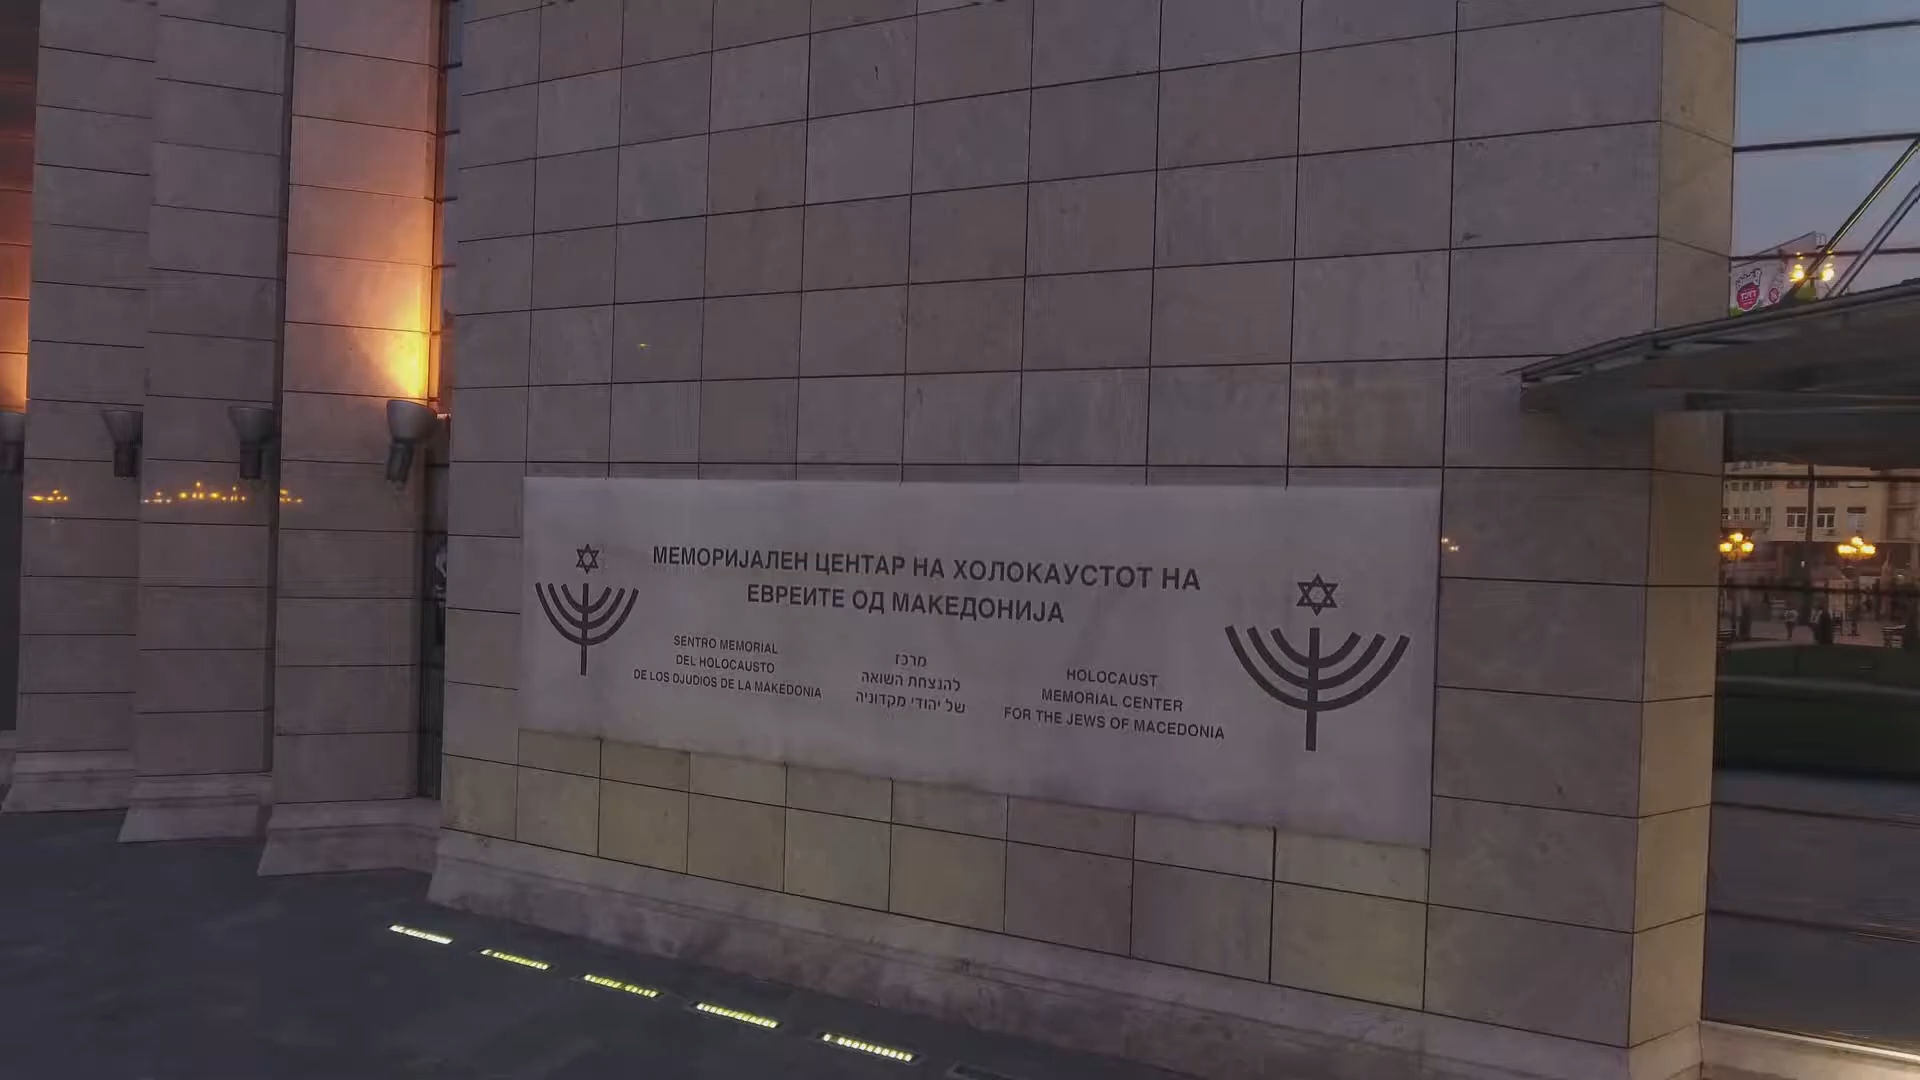 МЕМОРИЈАЛЕН ЦЕНТАР НА ХОЛОКАУСТОТ НА
ЕВРЕИТЕ ОД МАКЕДОНИЈА
SENTRO MEMORIAL
DEL HOLOCAUSTO
DE LOS DJUDIOS DE LA MAKEDONIA
מרכז
להנצחת השואה
של יהודי מקדוניה
HOLOCAUST
MEMORIAL CENTER
FOR THE JEWS OF MACEDONIA